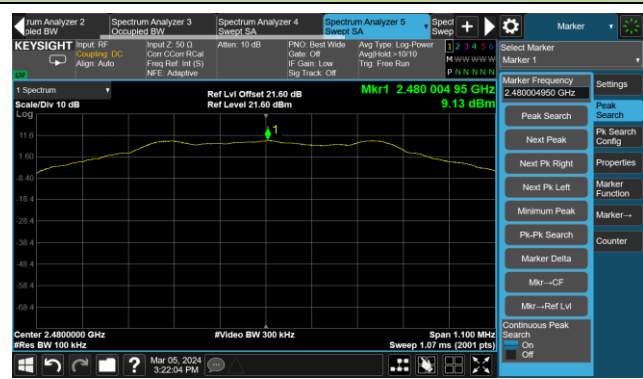 trum Analyzer 2
pied BW
Spectrum Analyzer 3
Occupied BW
Spectrum Analyzer 4
Swept SA
Spectrum Analyzer 5
Swept SA
Spect
Swep
Marker
KEYSIGHT
Input: RF
Coupling: DC
Align: Auto
Input Z: 50 Ω
Corr CCorr RCal
Freq Ref: Int (S)
NFE: Adaptive
Atten: 10 dB
PNO: Best Wide
Gate: Off
IF Gain: Low
Sig Track: Off
Avg Type: Log-Power
Avg|Hold:>10/10
Trig: Free Run
1 2 3 4 5 6
M W W W W W
P N N N N N
Select Marker
Marker 1
1 Spectrum
Scale/Div 10 dB
Log
Ref Lvl Offset 21.60 dB
Ref Level 21.60 dBm
Mkr1 2.480 004 95 GHz
9.13 dBm
1
11.6
1.60
-8.40
-18.4
-28.4
-38.4
-48.4
-58.4
-68.4
Center 2.4800000 GHz
#Res BW 100 kHz
#Video BW 300 kHz
Span 1.100 MHz
Sweep 1.07 ms (2001 pts)
Marker Frequency
2.480004950 GHz
Peak Search
Next Peak
Next Pk Right
Next Pk Left
Minimum Peak
Pk-Pk Search
Marker Delta
Mkr→CF
Mkr→Ref Lvl
Continuous Peak
Search
On
Off
Settings
Peak
Search
Pk Search
Config
Properties
Marker
Function
Marker→
Counter
?
Mar 05, 2024
3:22:04 PM